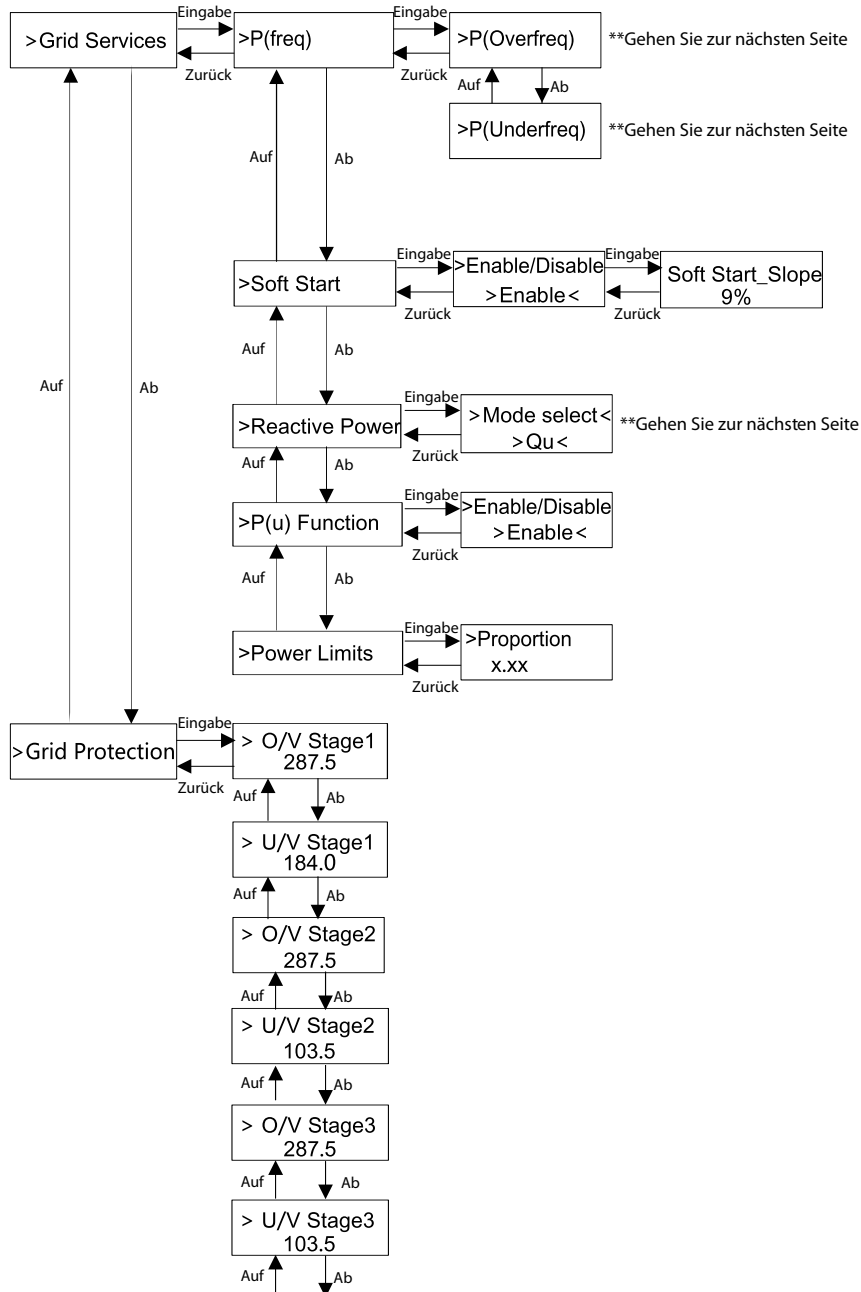 Eingabe
Eingabe
>Grid Services
>P(freq)
>P(Overfreq)
**Gehen Sie zur nächsten Seite
Zurück
Zurück
Auf
Ab
>P(Underfreq)
**Gehen Sie zur nächsten Seite
Auf
Ab
Eingabe
>Enable/Disable
Eingabe
>Soft Start
>Enable<
Soft Start_Slope
9%
Zurück
Zurück
Auf
Ab
Auf
Ab
Eingabe
>Reactive Power
>Mode select<
>Qu<
**Gehen Sie zur nächsten Seite
Zurück
Auf
Ab
Eingabe
>P(u) Function
>Enable/Disable
>Enable<
Zurück
Auf
Ab
Eingabe
>Power Limits
>Proportion
x.xx
Zurück
Eingabe
>Grid Protection
> O/V Stage1
287.5
Zurück
Auf
Ab
> U/V Stage1
184.0
Auf
Ab
> O/V Stage2
287.5
Auf
Ab
> U/V Stage2
103.5
Auf
Ab
> O/V Stage3
287.5
Auf
Ab
> U/V Stage3
103.5
Auf
Ab